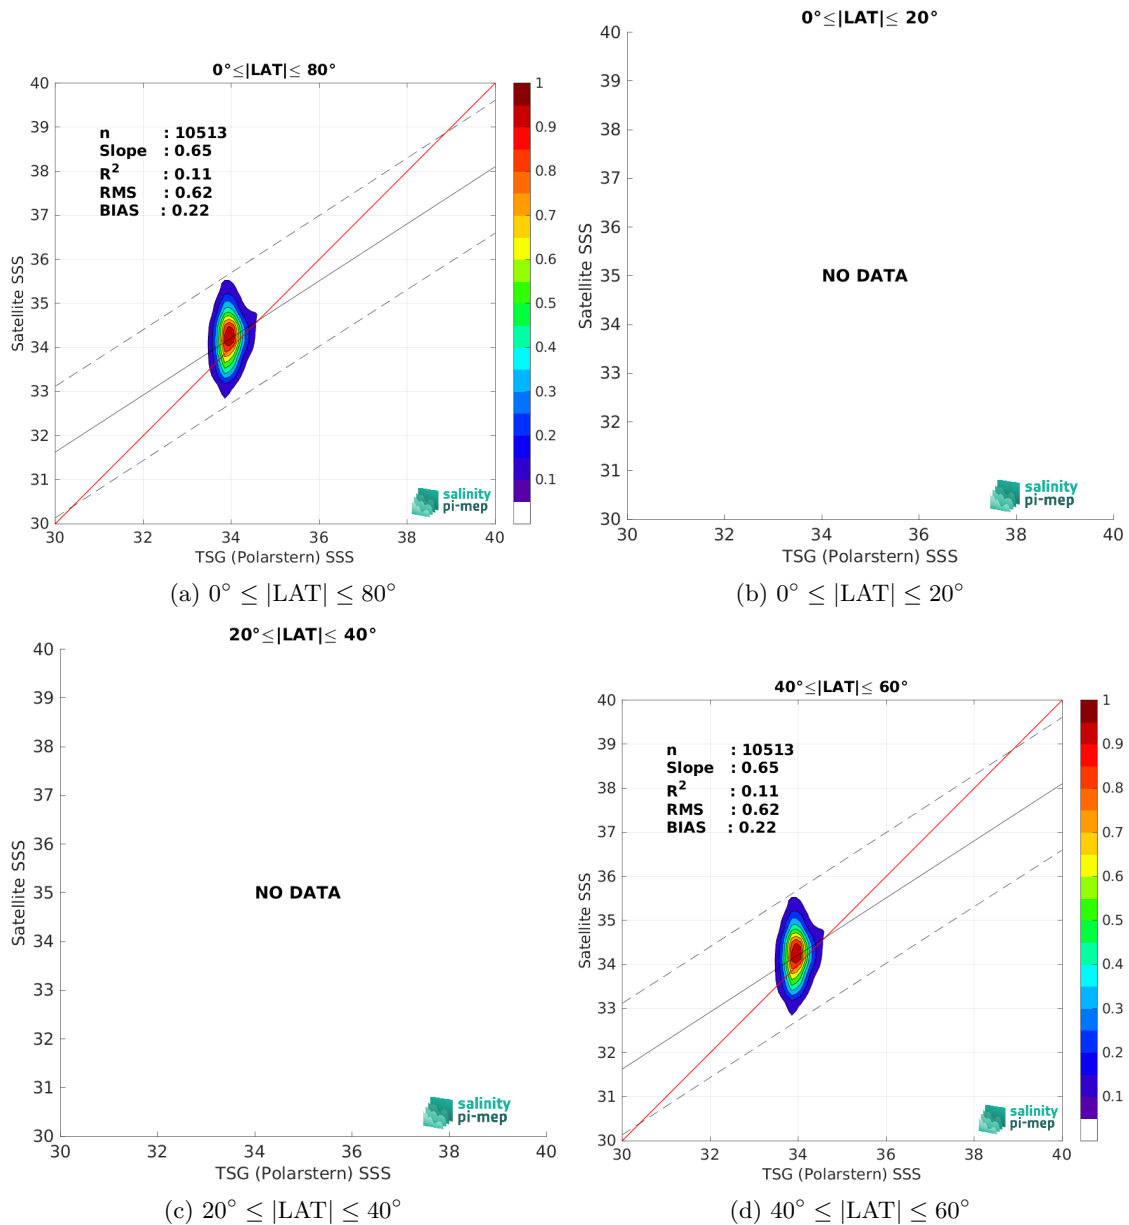 0°≤|LAT|≤ 80°
40
39
38
37
36
35
34
33
32
31
30
Satellite SSS
n : 10513
Slope : 0.65
R² : 0.11
RMS : 0.62
BIAS : 0.22
1
0.9
0.8
0.7
0.6
0.5
0.4
0.3
0.2
0.1
salinity
pi-mep
30 32 34 36 38 40
TSG (Polarstern) SSS
(a) 0° ≤ |LAT| ≤ 80°
0°≤|LAT|≤ 20°
40
39
38
37
36
35
34
33
32
31
30
Satellite SSS
NO DATA
salinity
pi-mep
30 32 34 36 38 40
TSG (Polarstern) SSS
(b) 0° ≤ |LAT| ≤ 20°
20°≤|LAT|≤ 40°
40
39
38
37
36
35
34
33
32
31
30
Satellite SSS
NO DATA
salinity
pi-mep
30 32 34 36 38 40
TSG (Polarstern) SSS
(c) 20° ≤ |LAT| ≤ 40°
40°≤|LAT|≤ 60°
40
39
38
37
36
35
34
33
32
31
30
Satellite SSS
n : 10513
Slope : 0.65
R² : 0.11
RMS : 0.62
BIAS : 0.22
1
0.9
0.8
0.7
0.6
0.5
0.4
0.3
0.2
0.1
salinity
pi-mep
30 32 34 36 38 40
TSG (Polarstern) SSS
(d) 40° ≤ |LAT| ≤ 60°